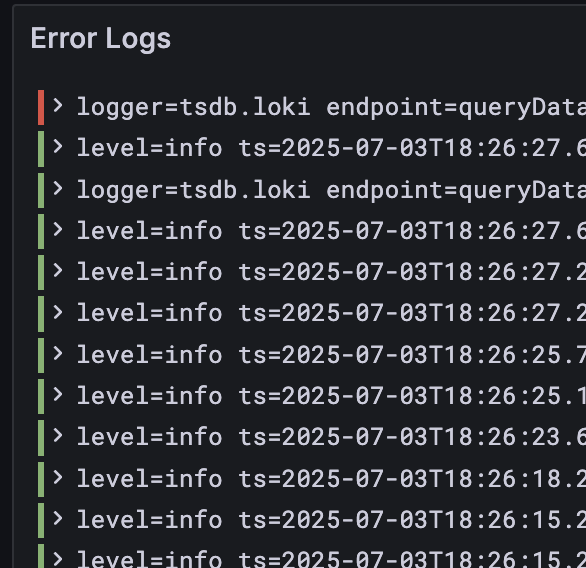 Error Logs
> logger=tsdb.loki endpoint=queryData
> level=info ts=2025-07-03T18:26:27.6
> logger=tsdb.loki endpoint=queryData
> level=info ts=2025-07-03T18:26:27.6
> level=info ts=2025-07-03T18:26:27.2
> level=info ts=2025-07-03T18:26:27.2
> level=info ts=2025-07-03T18:26:25.7
> level=info ts=2025-07-03T18:26:25.1
> level=info ts=2025-07-03T18:26:23.6
> level=info ts=2025-07-03T18:26:18.2
> level=info ts=2025-07-03T18:26:15.2
> level=info ts=2025-07-03T18:26:15.2